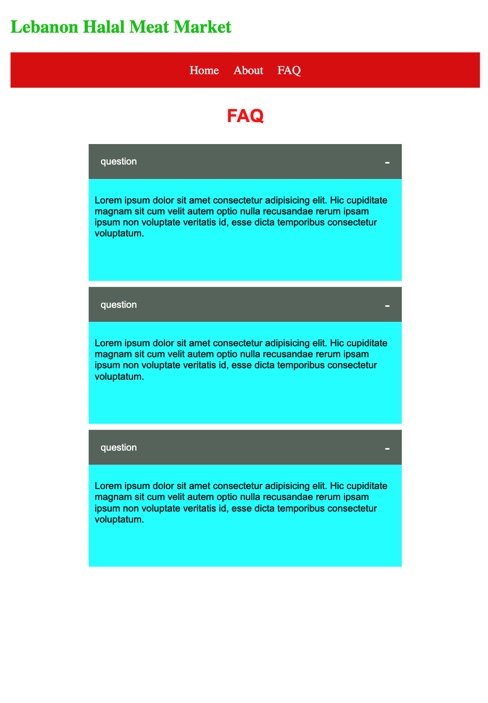 Lebanon Halal Meat Market
Home About FAQ
FAQ
question -
Lorem ipsum dolor sit amet consectetur adipisicing elit. Hic cupiditate
magnam sit cum velit autem optio nulla recusandae rerum ipsam
ipsum non voluptate veritatis id, esse dicta temporibus consectetur
voluptatum.
question -
Lorem ipsum dolor sit amet consectetur adipisicing elit. Hic cupiditate
magnam sit cum velit autem optio nulla recusandae rerum ipsam
ipsum non voluptate veritatis id, esse dicta temporibus consectetur
voluptatum.
question -
Lorem ipsum dolor sit amet consectetur adipisicing elit. Hic cupiditate
magnam sit cum velit autem optio nulla recusandae rerum ipsam
ipsum non voluptate veritatis id, esse dicta temporibus consectetur
voluptatum.